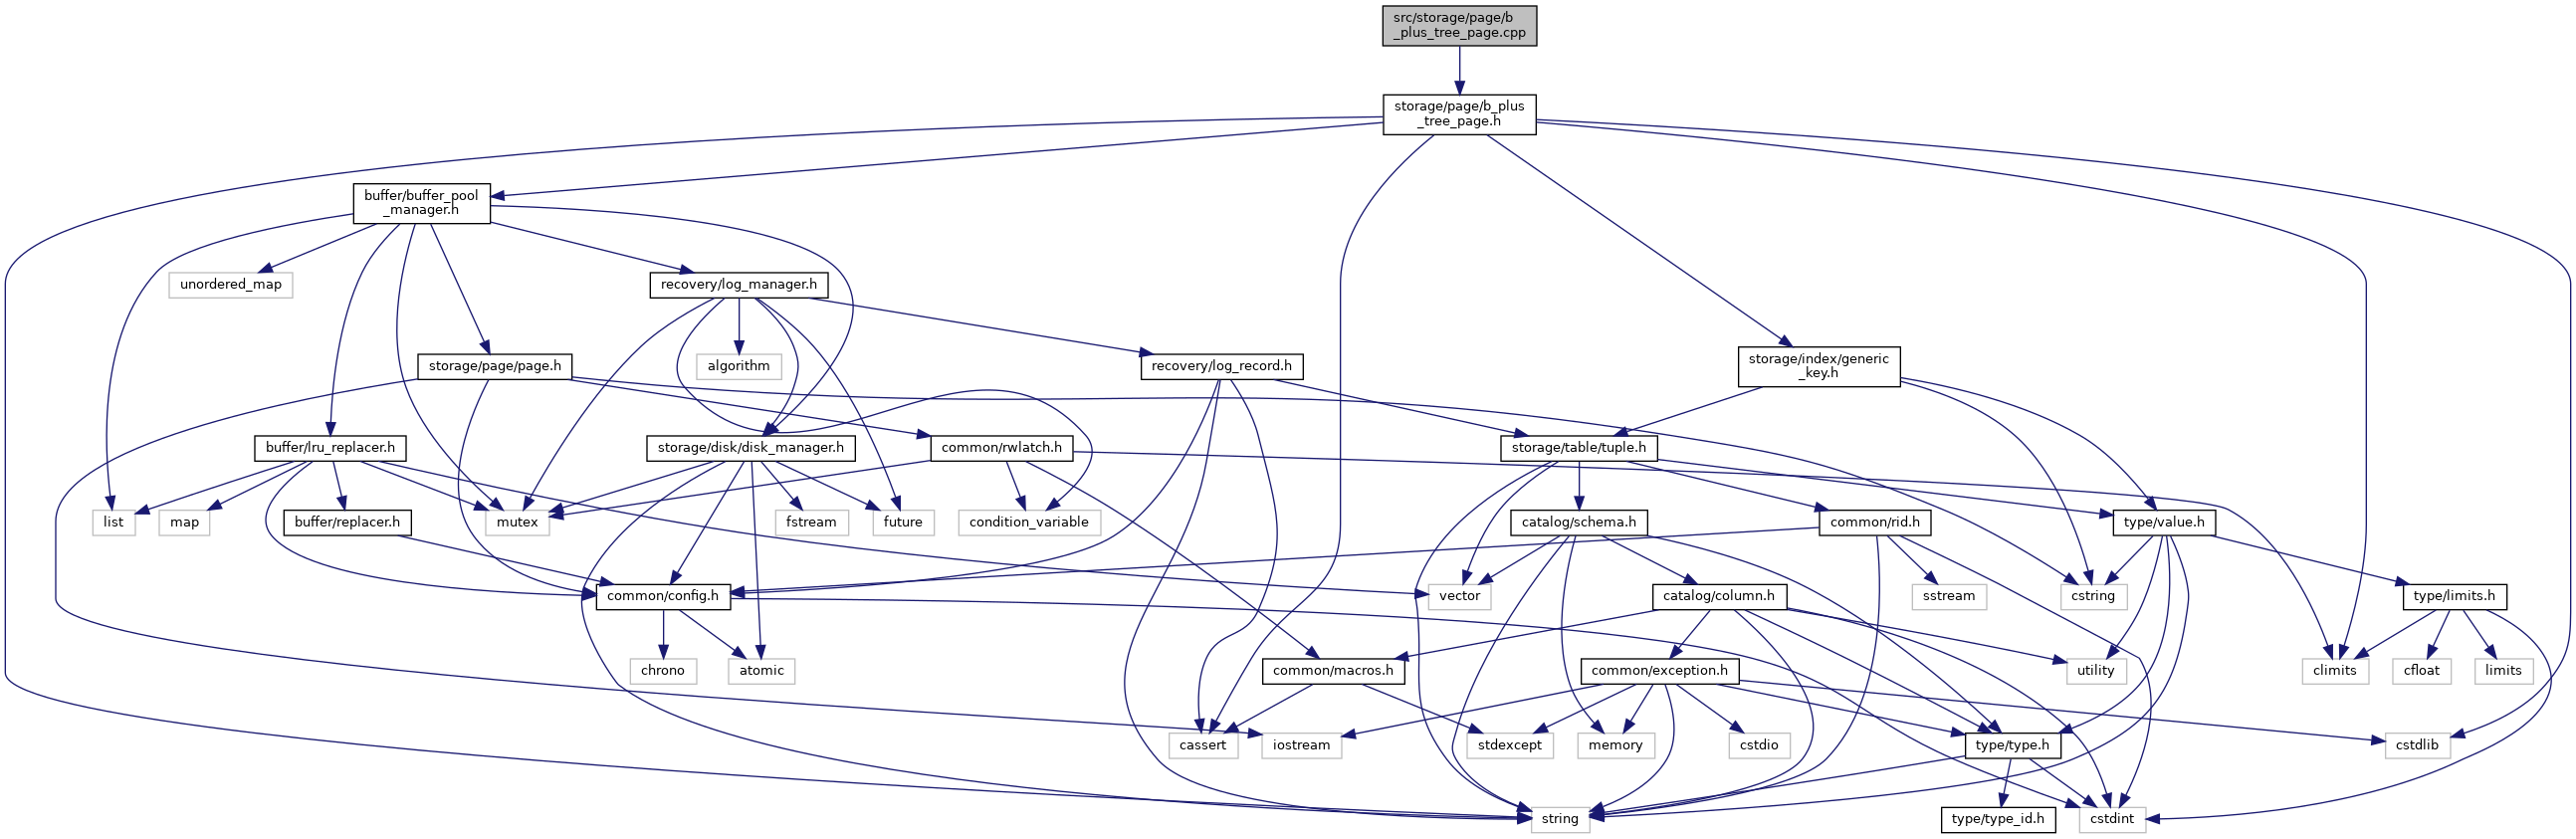 src/storage/page/b
_plus_tree_page.cpp
storage/page/b_plus
_tree_page.h
buffer/buffer_pool
_manager.h
unordered_map
recovery/log_manager.h
storage/page/page.h
algorithm
recovery/log_record.h
storage/index/generic
_key.h
buffer/lru_replacer.h
storage/disk/disk_manager.h
common/rwlatch.h
storage/table/tuple.h
list
map
buffer/replacer.h
mutex
fstream
future
condition_variable
catalog/schema.h
common/rid.h
type/value.h
common/config.h
vector
catalog/column.h
sstream
cstring
type/limits.h
chrono
atomic
common/macros.h
common/exception.h
utility
climits
cfloat
limits
cassert
iostream
stdexcept
memory
cstdio
type/type.h
cstdlib
string
type/type_id.h
cstdint